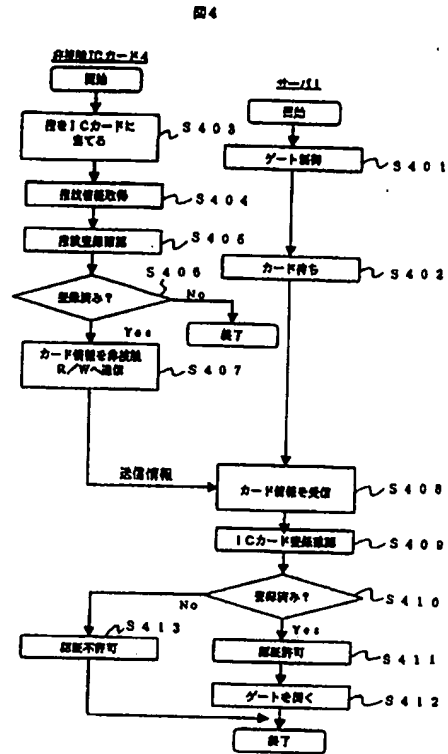 図4
非接触ICカード4
開始
指をICカードに
当てる
S403
指紋情報取得
S404
指紋登録確認
S405
登録済み?
S406
No
終了
Yes
カード情報を非接触
R/Wへ送信
S407
送信情報
サーバ1
開始
ゲート制御
S401
カード待ち
S402
カード情報を受信
S408
ICカード登録確認
S409
登録済み?
S410
No
認証不許可
S413
Yes
認証許可
S411
ゲートを開く
S412
終了